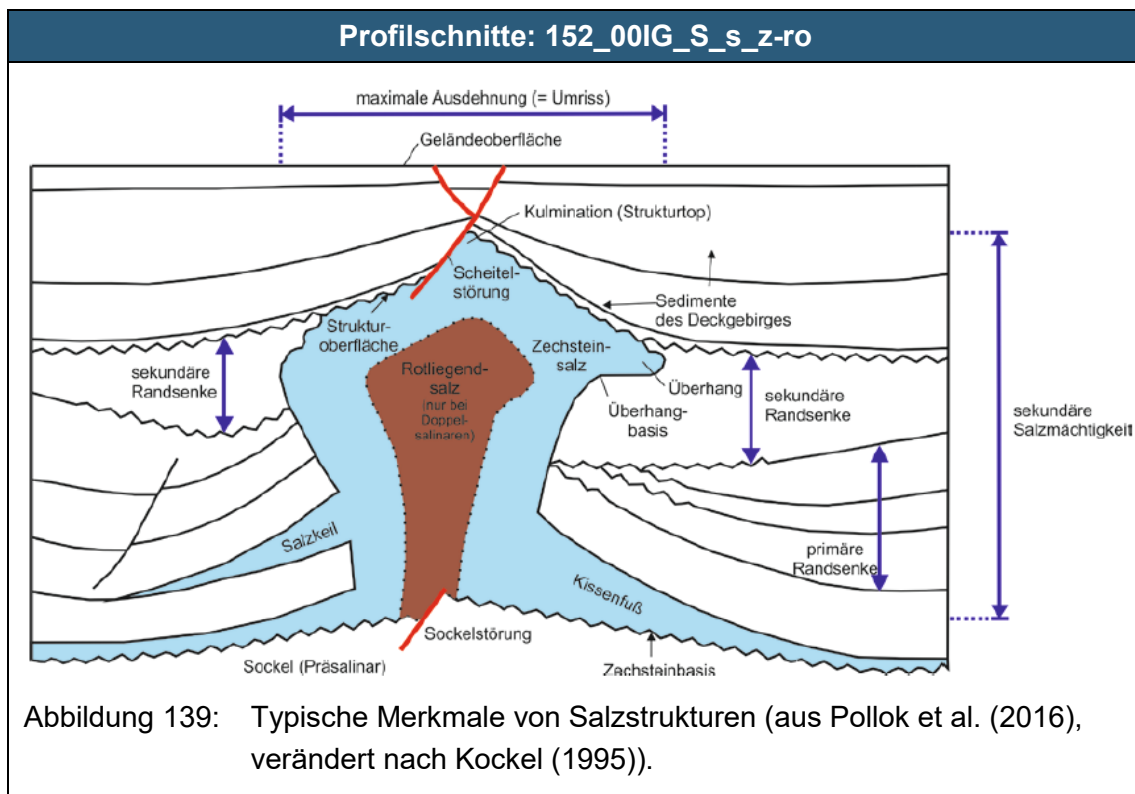 Profilschnitte: 152_00IG_S_s_z-ro
maximale Ausdehnung (= Umriss)
Geländeoberfläche
Kulmination (Strukturtop)
Scheitel-
störung
Sedimente
des Deckgebirges
Struktur-
oberfläche
Zechstein-
salz
sekundäre
Randsenke
Rotliegend-
salz
(nur bei
Doppel-
salinaren)
Überhang
Überhang-
basis
sekundäre
Randsenke
sekundäre
Salzmächtigkeit
Salzkeil
primäre
Randsenke
Kissenfuß
Sockelstörung
Sockel (Präsalinar)
Zechsteinbasis
Abbildung 139: Typische Merkmale von Salzstrukturen (aus Pollok et al. (2016),
verändert nach Kockel (1995)).